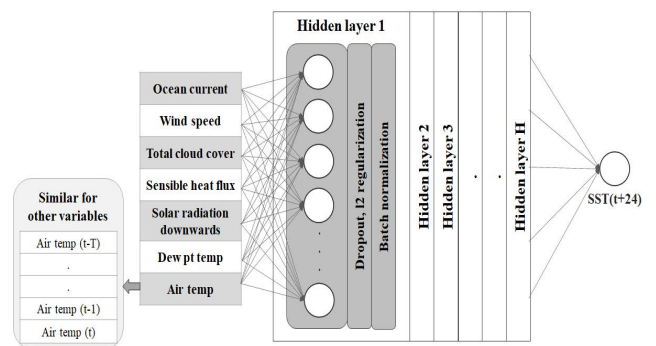 Hidden layer 1
Ocean current
Wind speed
Total cloud cover
Sensible heat flux
Solar radiation
downwards
Dew pt temp
Air temp
Similar for
other variables
Air temp (t-T)
.
.
Air temp (t-1)
Air temp (t)
Dropout, l2 regularization
Batch normalization
Hidden layer 2
Hidden layer 3
.
.
Hidden layer H
SST(t+24)